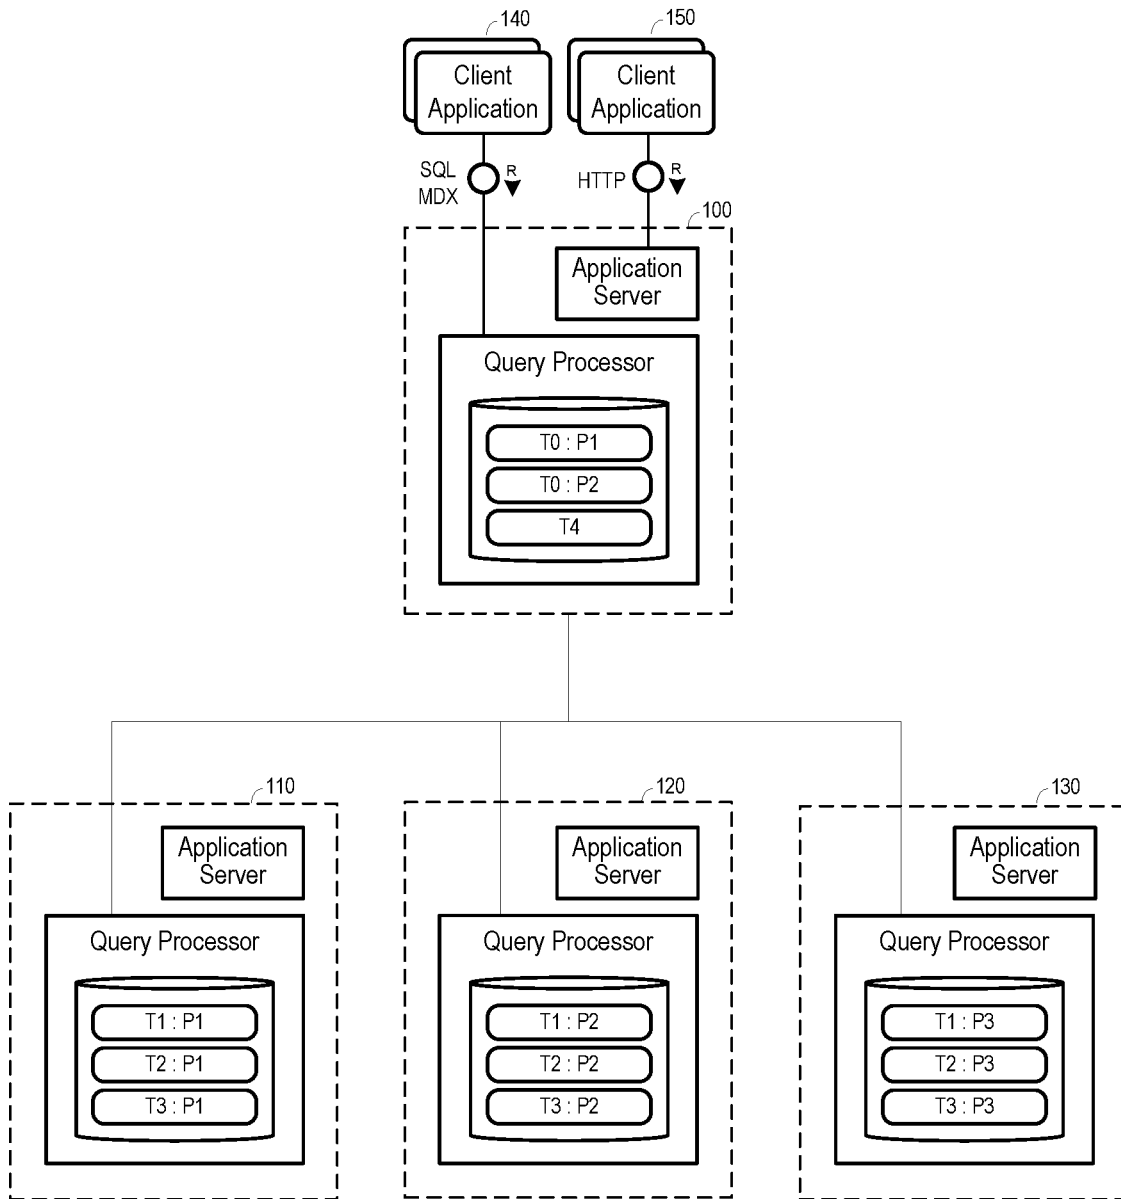 140
150
Client
Application
Client
Application
SQL
MDX
R
HTTP
R
100
Application
Server
Query Processor
T0 : P1
T0 : P2
T4
110
120
130
Application
Server
Query Processor
T1 : P1
T2 : P1
T3 : P1
Application
Server
Query Processor
T1 : P2
T2 : P2
T3 : P2
Application
Server
Query Processor
T1 : P3
T2 : P3
T3 : P3